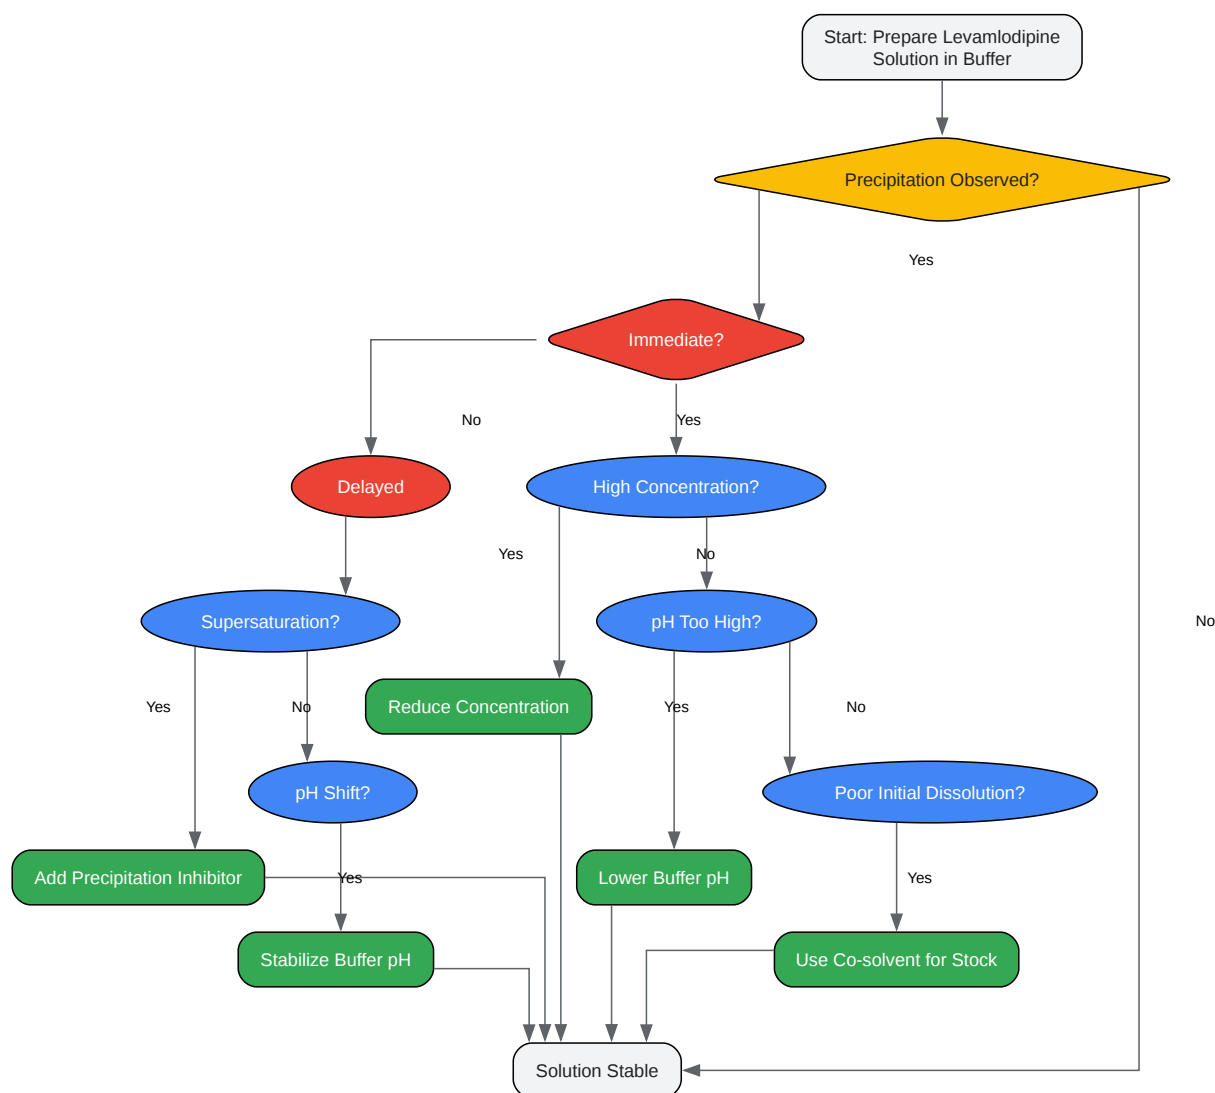 Start: Prepare Levamlodipine
Solution in Buffer
Precipitation Observed?
Yes
Immediate?
No
Yes
Delayed
High Concentration?
Yes
No
Supersaturation?
pH Too High?
No
Yes
No
Reduce Concentration
Yes
No
pH Shift?
Poor Initial Dissolution?
Add Precipitation Inhibitor
Yes
Lower Buffer pH
Yes
Stabilize Buffer pH
Use Co-solvent for Stock
Solution Stable